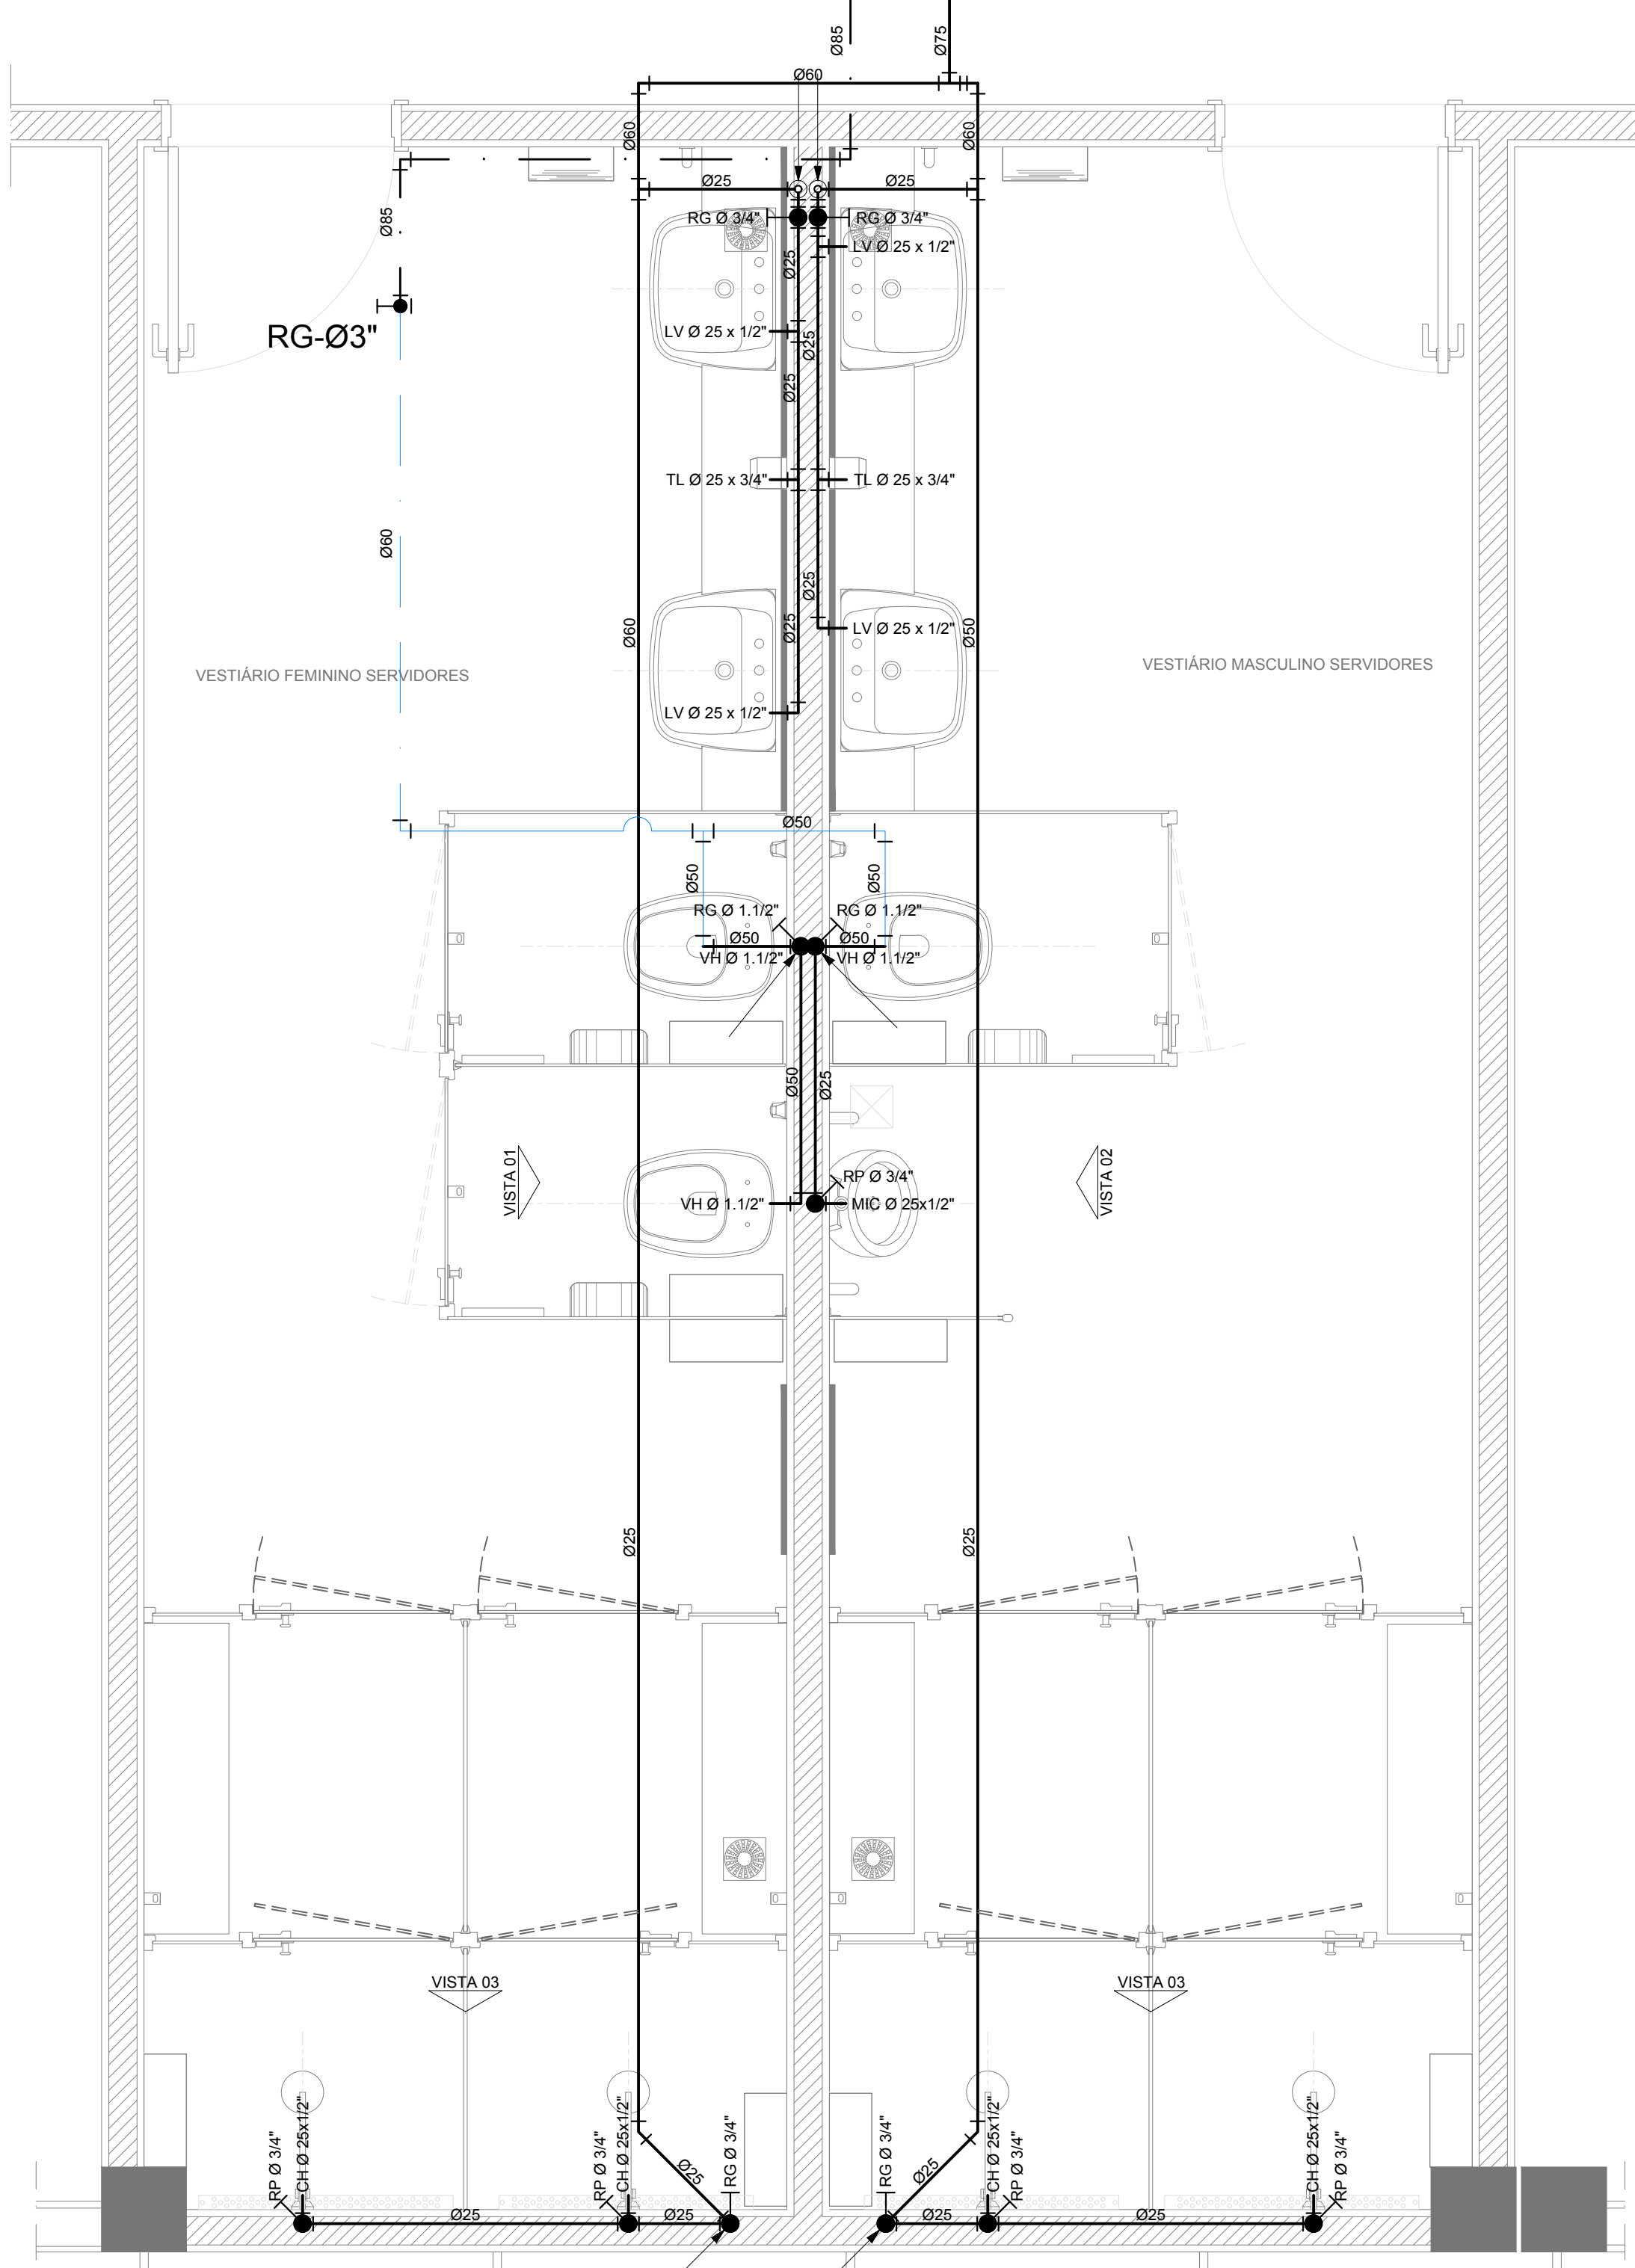 Ø85
Ø75
Ø60
Ø60
Ø60
Ø25
Ø25
Ø85
RG Ø 3/4"
RG Ø 3/4"
LV Ø 25 x 1/2"
Ø25
RG-Ø3"
LV Ø 25 x 1/2"
Ø25
Ø25
TL Ø 25 x 3/4"
TL Ø 25 x 3/4"
Ø60
Ø25
Ø60
Ø25
LV Ø 25 x 1/2"
Ø50
VESTIÁRIO FEMININO SERVIDORES
VESTIÁRIO MASCULINO SERVIDORES
LV Ø 25 x 1/2"
Ø50
Ø50
Ø50
RG Ø 1.1/2"
RG Ø 1.1/2"
Ø50
Ø50
VH Ø 1.1/2"
VH Ø 1.1/2"
Ø50
Ø25
VISTA 01
VISTA 02
RP Ø 3/4"
VH Ø 1.1/2"
MIC Ø 25x1/2"
Ø25
Ø25
VISTA 03
VISTA 03
RP Ø 3/4"
CH Ø 25x1/2"
RP Ø 3/4"
CH Ø 25x1/2"
Ø25
RG Ø 3/4"
RG Ø 3/4"
Ø25
CH Ø 25x1/2"
RP Ø 3/4"
CH Ø 25x1/2"
RP Ø 3/4"
Ø25
Ø25
Ø25
Ø25